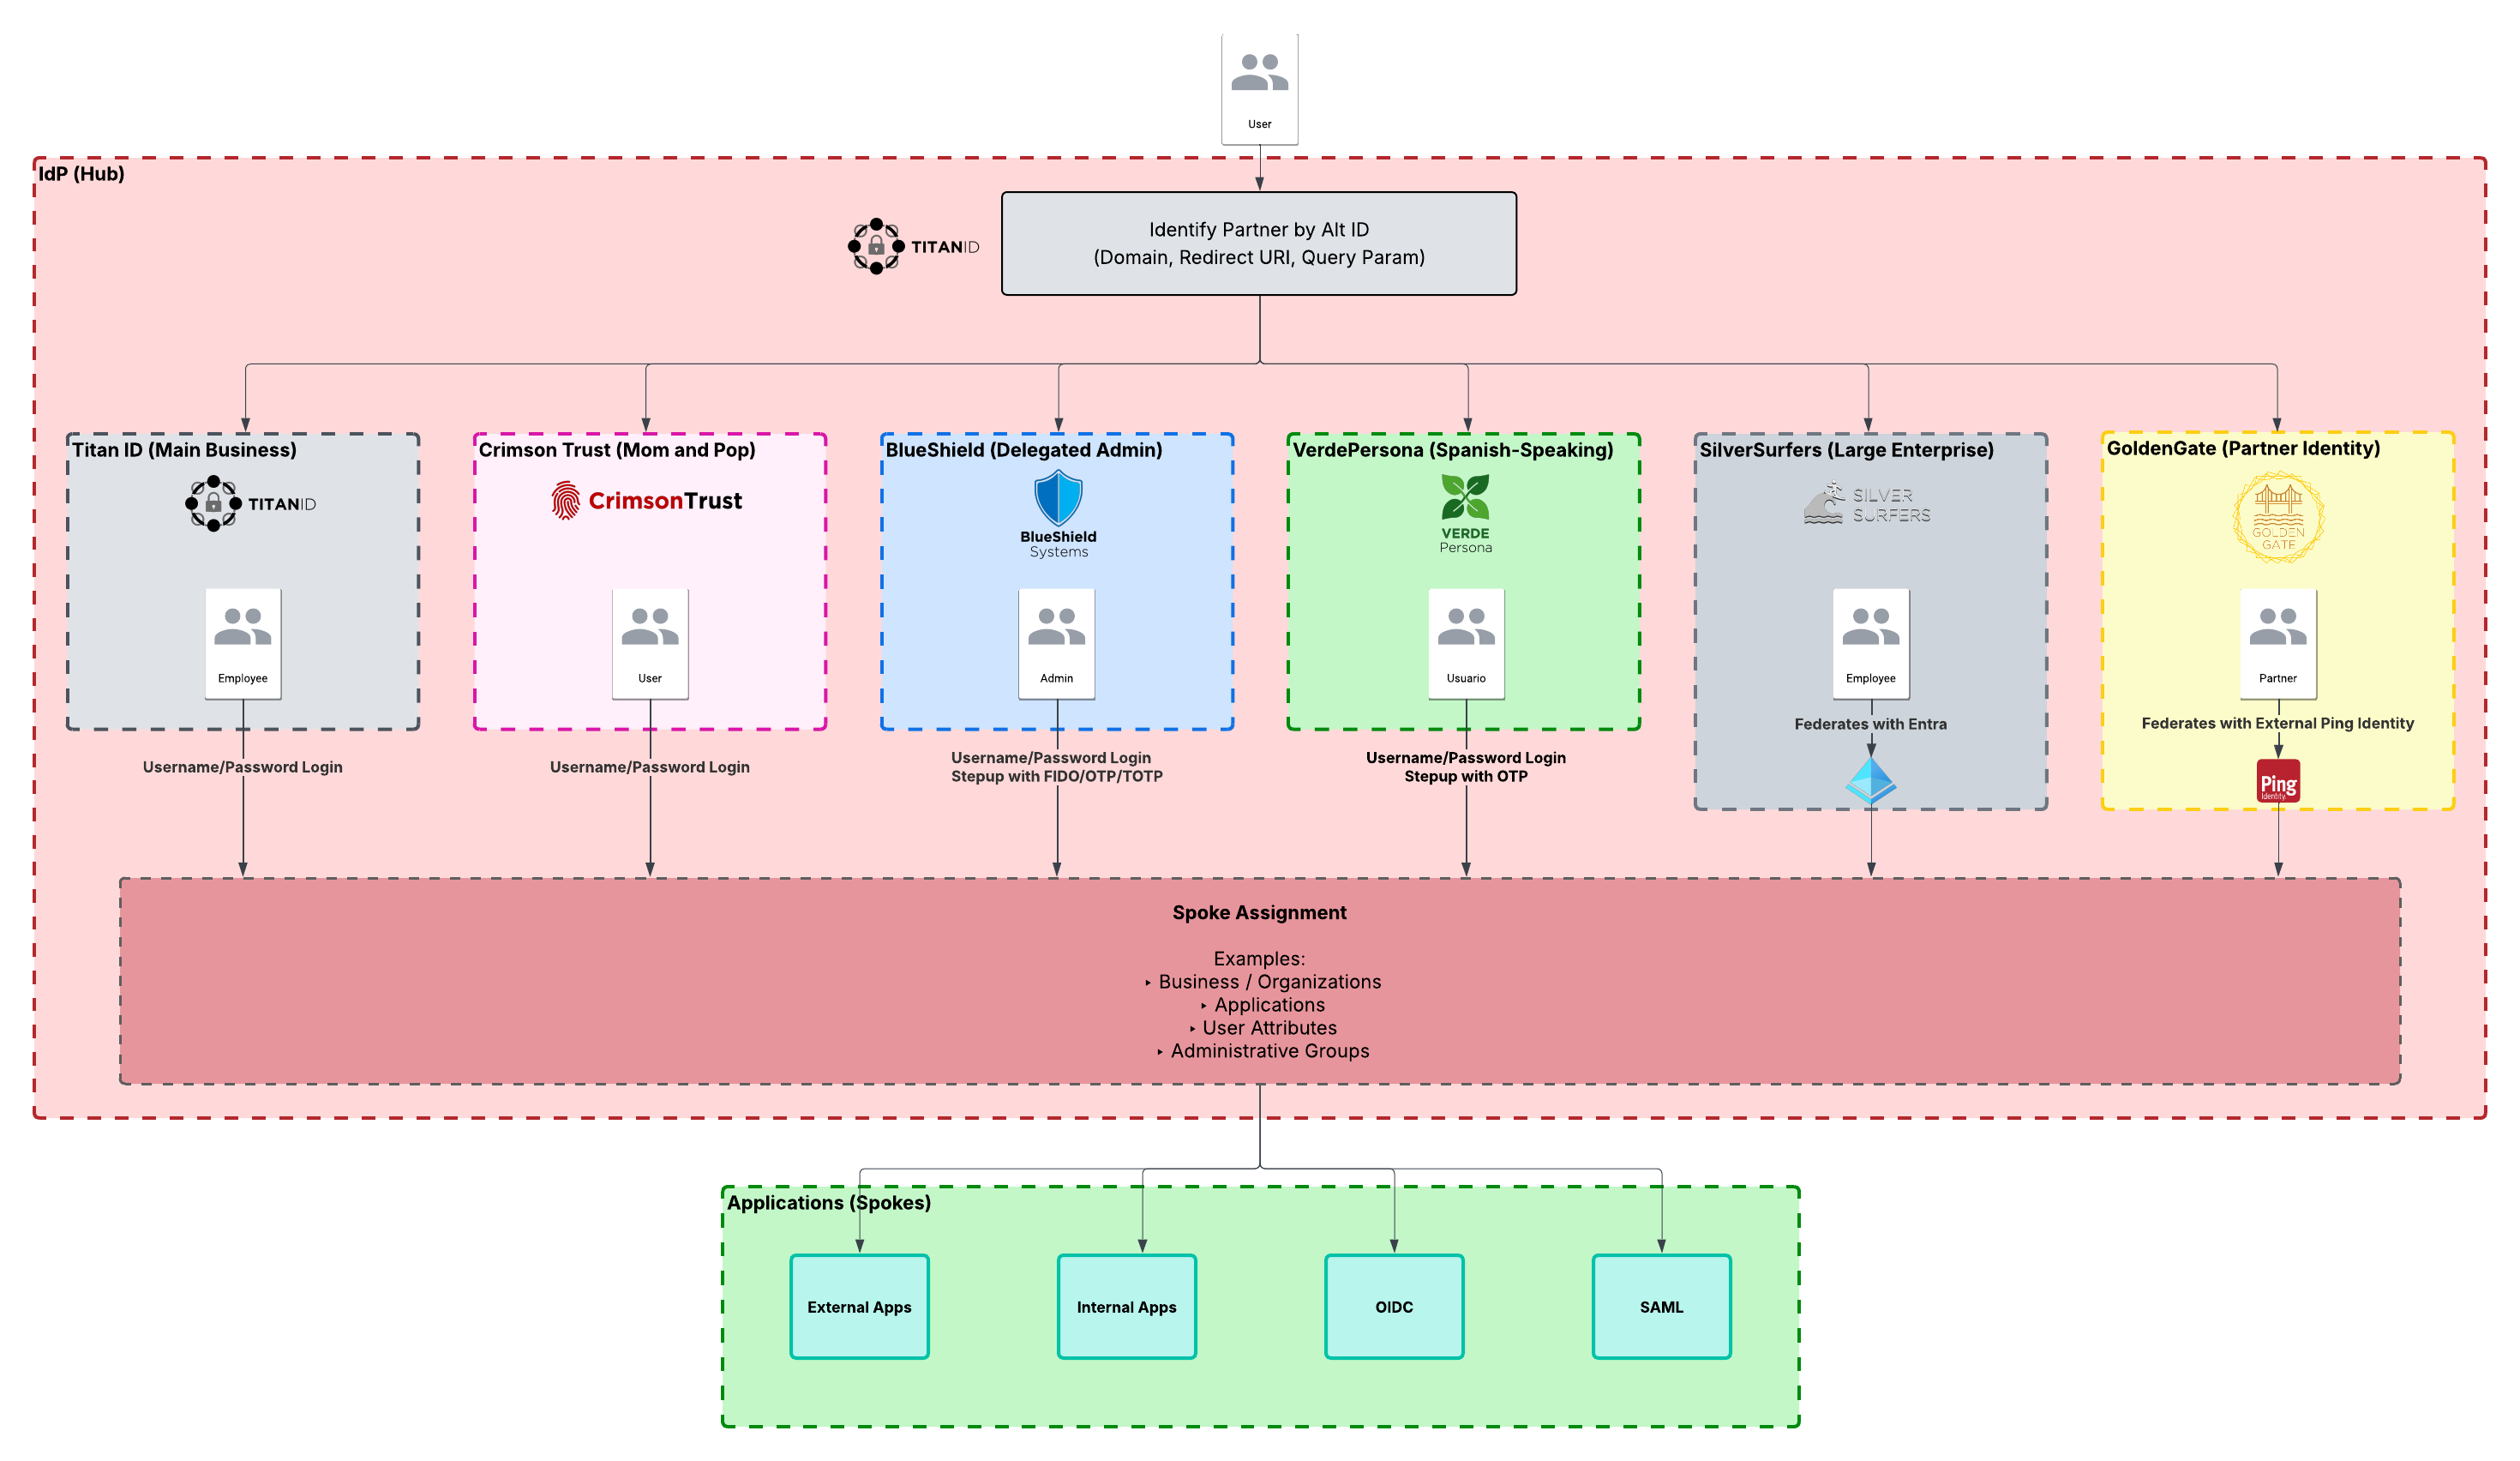 User
IdP (Hub)
TITANID
Identify Partner by Alt ID
(Domain, Redirect URI, Query Param)
Titan ID (Main Business)
TITANID
Employee
Username/Password Login
Crimson Trust (Mom and Pop)
CrimsonTrust
User
Username/Password Login
BlueShield (Delegated Admin)
BlueShield
Systems
Admin
Username/Password Login
Stepup with FIDO/OTP/TOTP
VerdePersona (Spanish-Speaking)
VERDE
Persona
Usuario
Username/Password Login
Stepup with OTP
SilverSurfers (Large Enterprise)
SILVER
SURFERS
Employee
Federates with Entra
GoldenGate (Partner Identity)
GOLDEN
GATE
Partner
Federates with External Ping Identity
Ping
Identity
Spoke Assignment
Examples:
‣ Business / Organizations
‣ Applications
‣ User Attributes
‣ Administrative Groups
Applications (Spokes)
External Apps
Internal Apps
OIDC
SAML